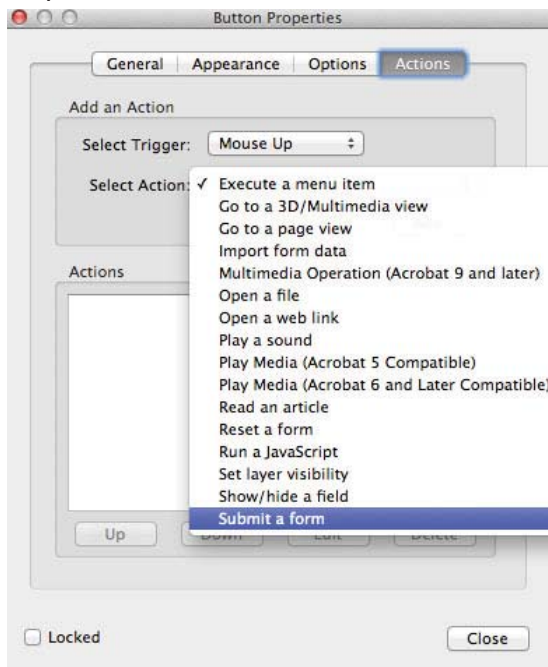 Button Properties
General Appearance Options Actions
Add an Action
Select Trigger: Mouse Up
Select Action: ✓ Execute a menu item
Go to a 3D/Multimedia view
Go to a page view
Import form data
Actions
Multimedia Operation (Acrobat 9 and later)
Open a file
Open a web link
Play a sound
Play Media (Acrobat 5 Compatible)
Play Media (Acrobat 6 and Later Compatible)
Read an article
Reset a form
Run a JavaScript
Set layer visibility
Show/hide a field
Submit a form
Up Down Edit Delete
Locked Close